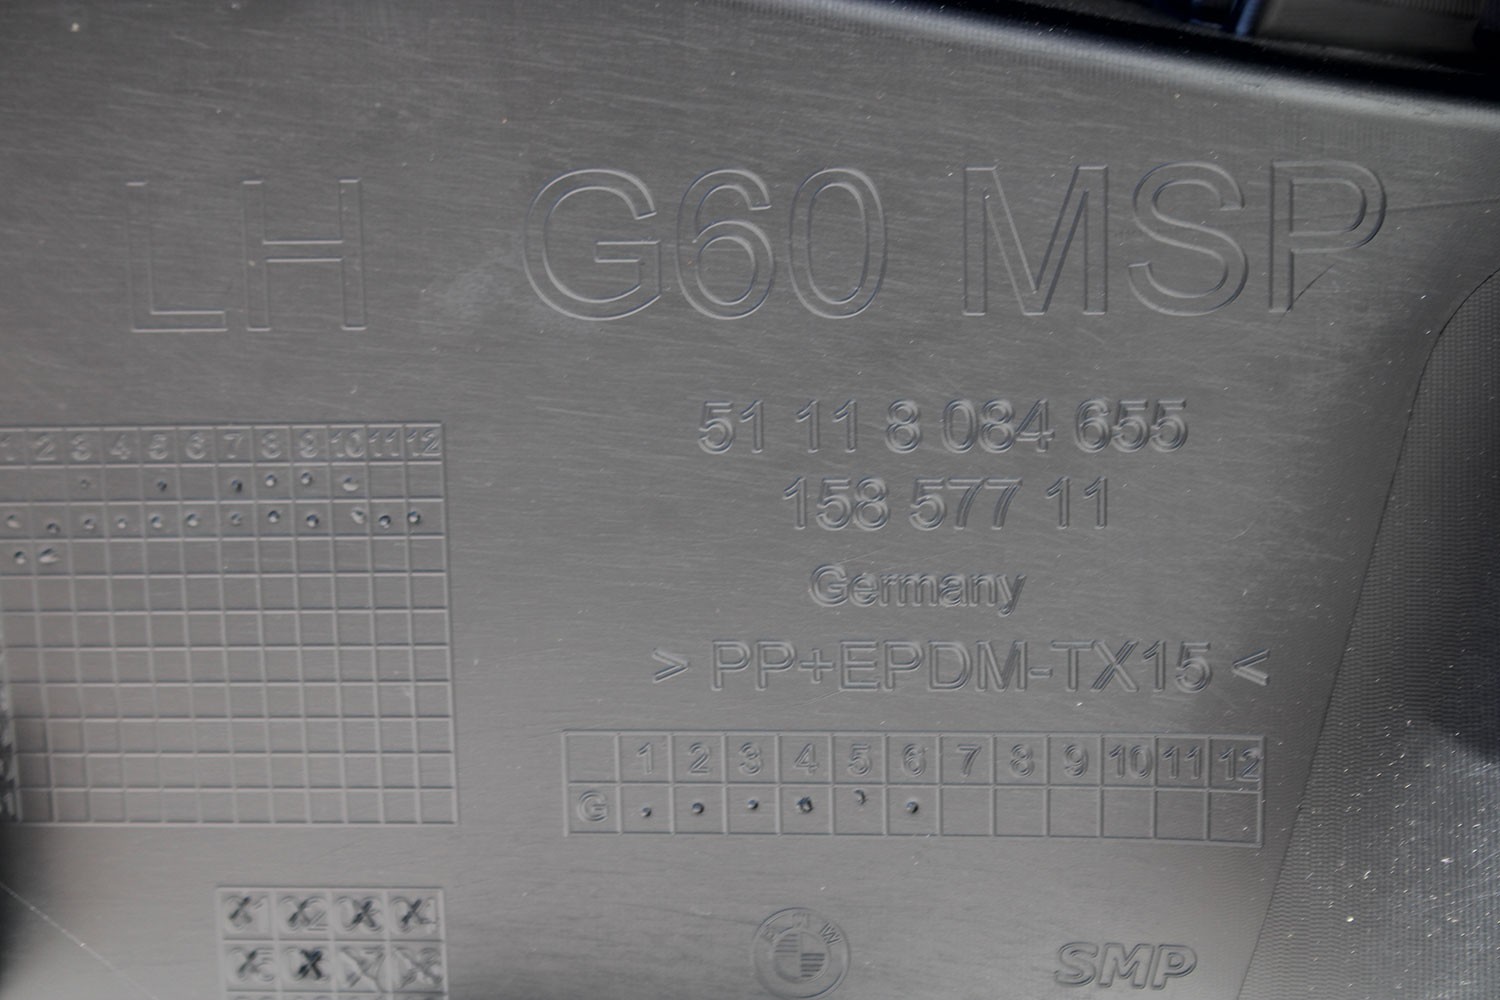 LH G60 MSP
51 11 8 084 655
158 577 11
Germany
> PP+EPDM-TX15 <
1 2 3 4 5 6 7 8 9 10 11 12
1 2 3 4 5 6 7 8 9 10 11 12
G
BMW
SMP